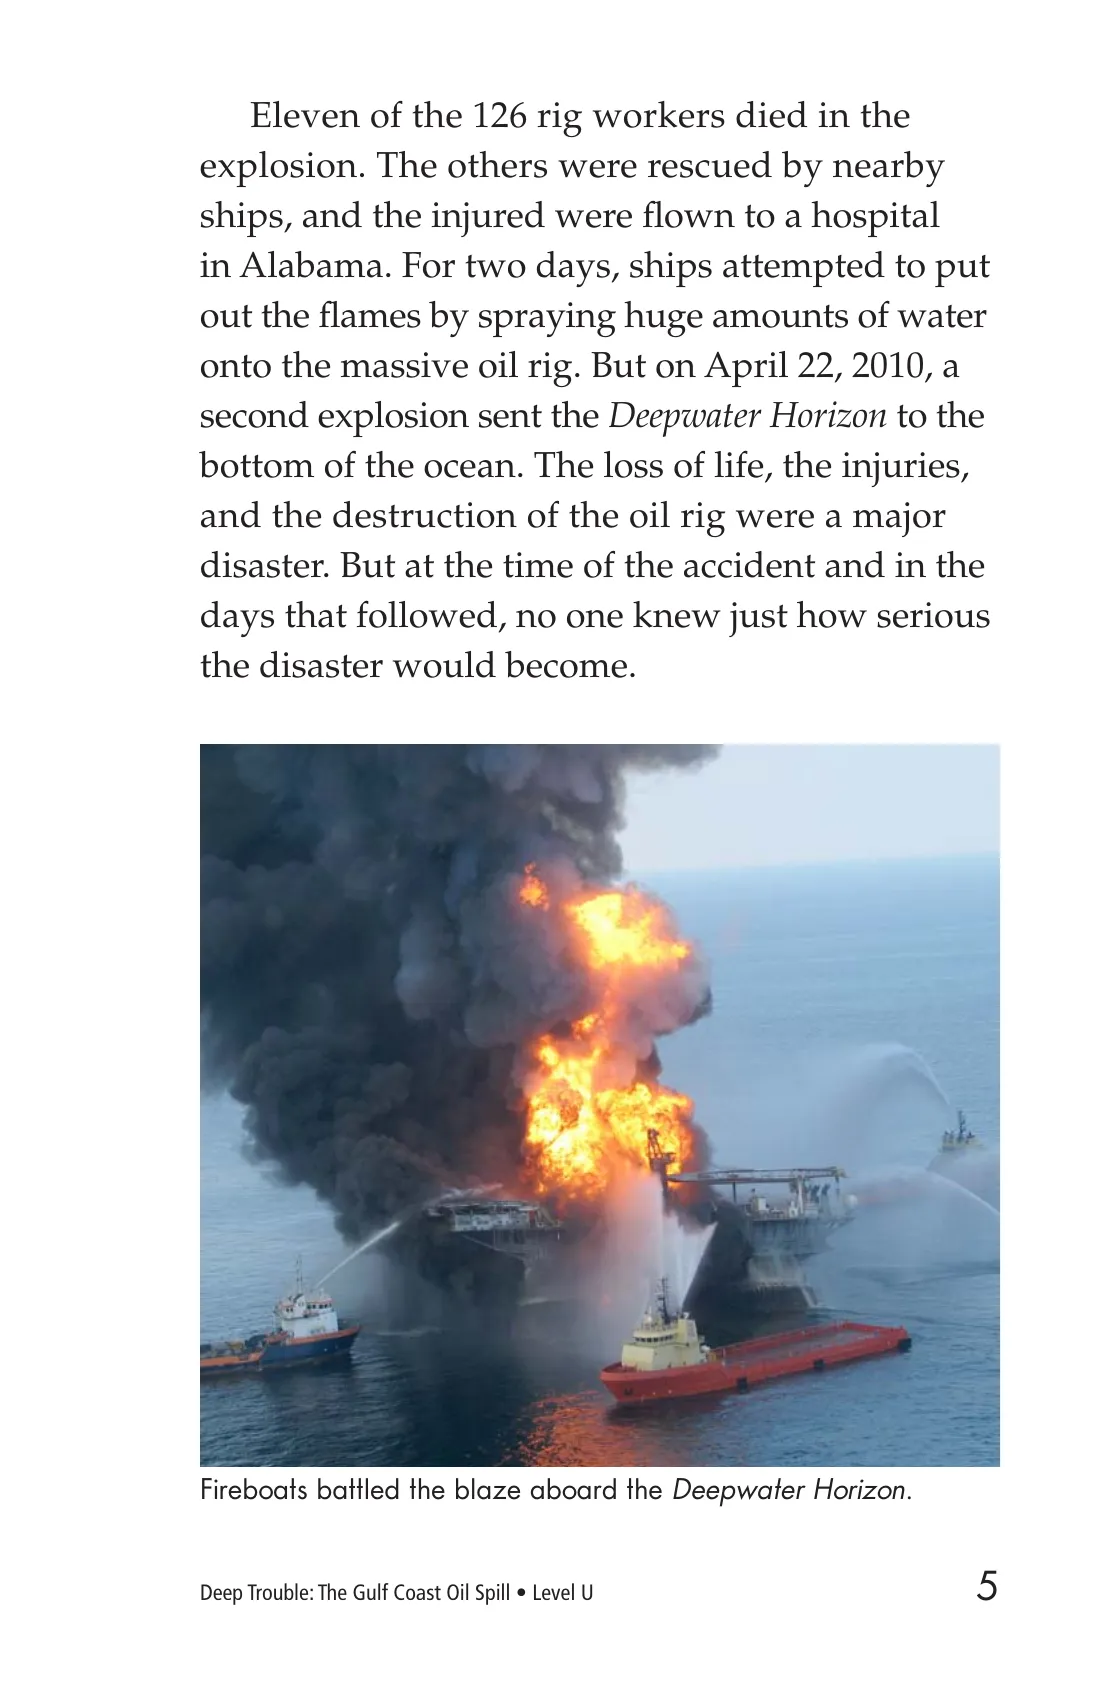 Eleven of the 126 rig workers died in the
explosion. The others were rescued by nearby
ships, and the injured were flown to a hospital
in Alabama. For two days, ships attempted to put
out the flames by spraying huge amounts of water
onto the massive oil rig. But on April 22, 2010, a
second explosion sent the Deepwater Horizon to the
bottom of the ocean. The loss of life, the injuries,
and the destruction of the oil rig were a major
disaster. But at the time of the accident and in the
days that followed, no one knew just how serious
the disaster would become.
Fireboats battled the blaze aboard the Deepwater Horizon.
Deep Trouble: The Gulf Coast Oil Spill • Level U 5